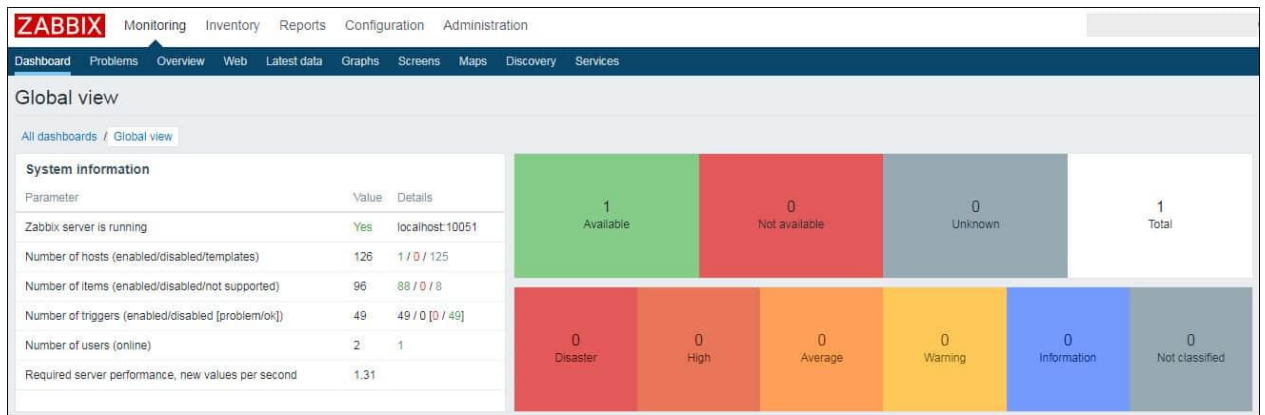 ZABBIX Monitoring Inventory Reports Configuration Administration
Dashboard Problems Overview Web Latest data Graphs Screens Maps Discovery Services
Global view
All dashboards / Global view
System information
Parameter Value Details
Zabbix server is running Yes localhost:10051
Number of hosts (enabled/disabled/templates) 126 1 / 0 / 125
Number of items (enabled/disabled/not supported) 96 88 / 0 / 8
Number of triggers (enabled/disabled [problem/ok]) 49 49 / 0 [0 / 49]
Number of users (online) 2 1
Required server performance, new values per second 1.31
1 0 0 1
Available Not available Unknown Total
0 0 0 0 0 0
Disaster High Average Warning Information Not classified